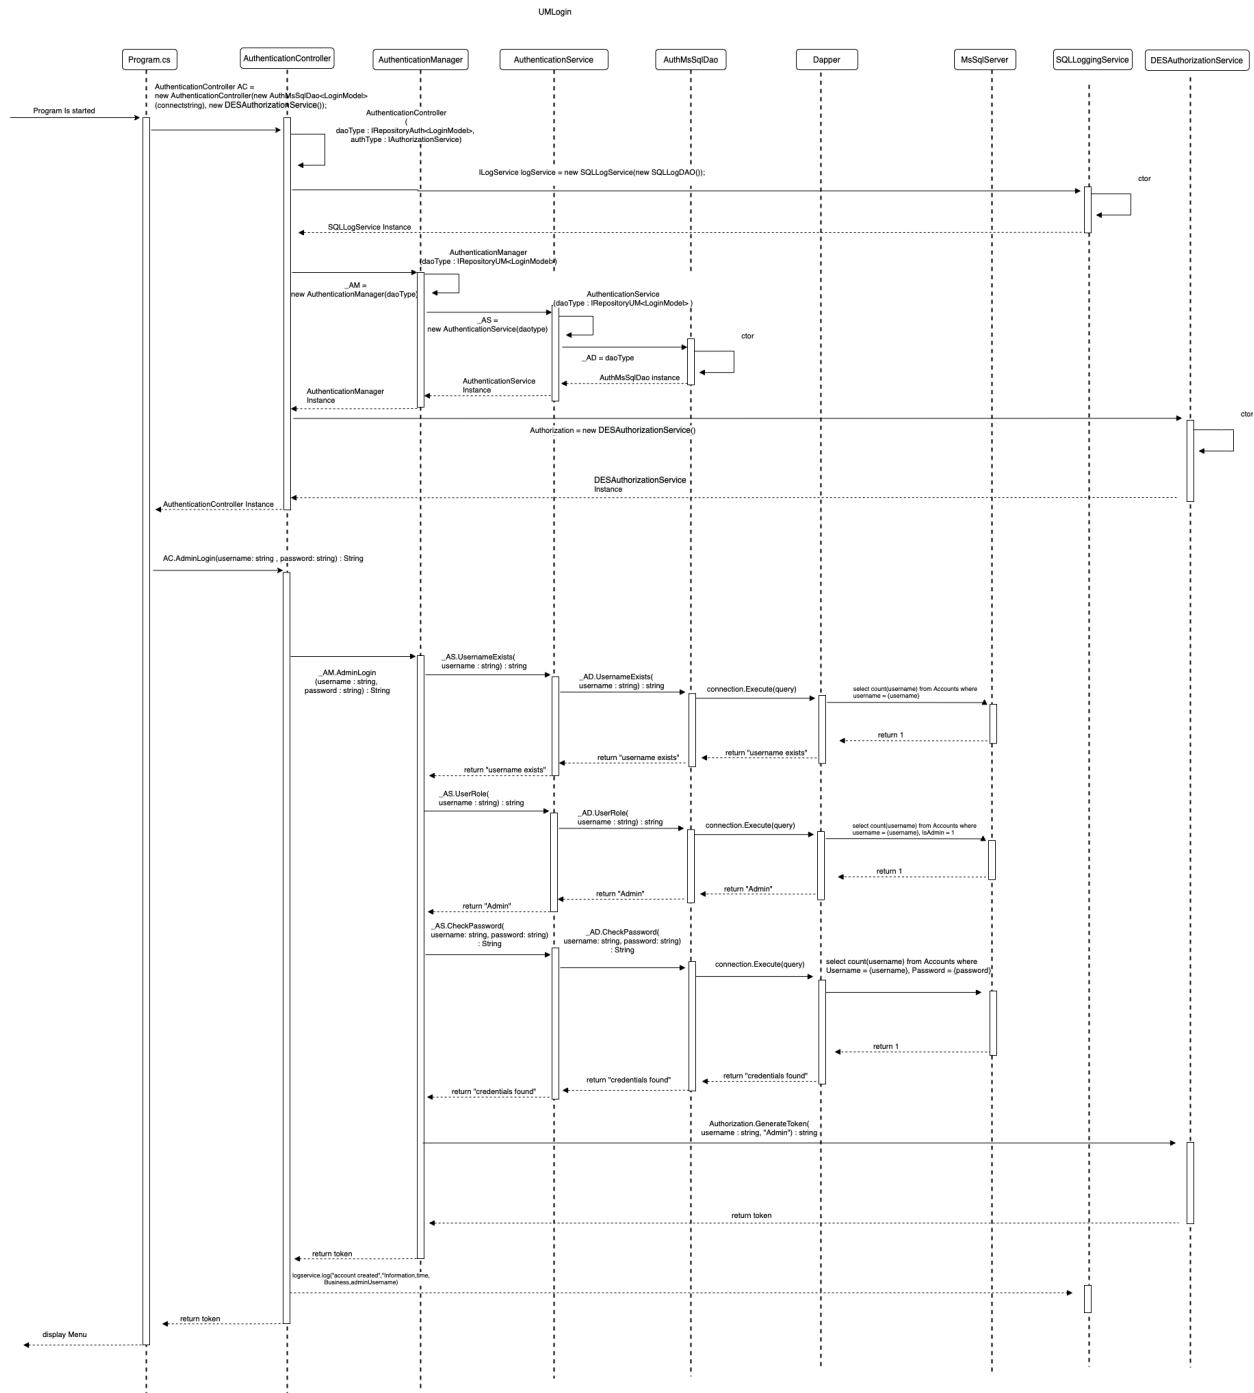 UMLogin
Program.cs
AuthenticationController
AuthenticationManager
AuthenticationService
AuthMsSqlDao
Dapper
MsSqlServer
SQLLoggingService
DESAuthorizationService
AuthenticationController AC =
new AuthenticationController(new AuthMsSqlDao<LoginModel>
(connectstring), new DESAuthorizationService());
Program Is started
AuthenticationController
(
daoType : IRepositoryAuth<LoginModel>,
authType : IAuthorizationService)
ILogService logService = new SQLLogService(new SQLLogDAO());
ctor
SQLLogService Instance
AuthenticationManager
(daoType : IRepositoryUM<LoginModel>)
_AM =
new AuthenticationManager(daoType)
AuthenticationService
(daoType : IRepositoryUM<LoginModel> )
_AS =
new AuthenticationService(daotype)
ctor
_AD = daoType
AuthMsSqlDao instance
AuthenticationService
Instance
AuthenticationManager
Instance
ctor
Authorization = new DESAuthorizationService()
DESAuthorizationService
Instance
AuthenticationController Instance
AC.AdminLogin(username: string , password: string) : String
_AM.AdminLogin
(username : string,
password : string) : String
_AS.UsernameExists(
username : string) : string
_AD.UsernameExists(
username : string) : string
connection.Execute(query)
select count(username) from Accounts where
username = {username}
return 1
return "username exists"
return "username exists"
return "username exists"
_AS.UserRole(
username : string) : string
_AD.UserRole(
username : string) : string
connection.Execute(query)
select count(username) from Accounts where
username = {username}, IsAdmin = 1
return 1
return "Admin"
return "Admin"
return "Admin"
_AS.CheckPassword(
username: string, password: string)
: String
_AD.CheckPassword(
username: string, password: string)
: String
connection.Execute(query)
select count(username) from Accounts where
Username = {username}, Password = {password}
return 1
return "credentials found"
return "credentials found"
return "credentials found"
Authorization.GenerateToken(
username : string, "Admin") : string
return token
return token
logservice.log("account created","Information,time,
Business,adminUsername)
return token
display Menu